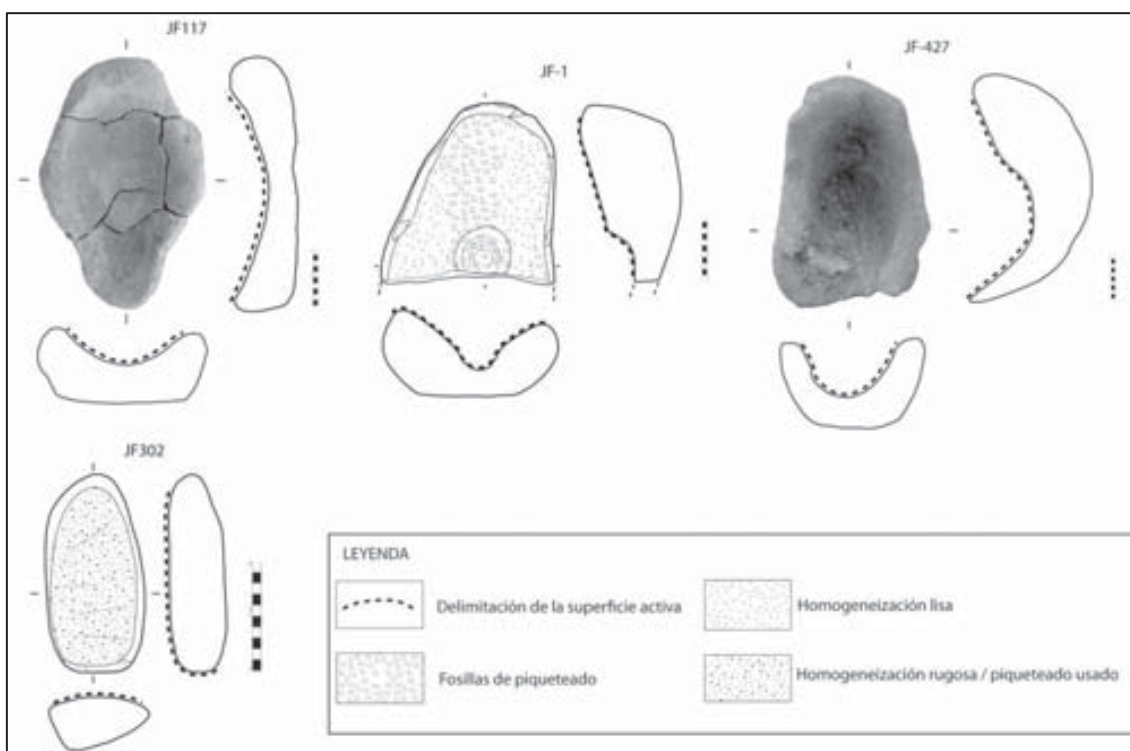 JF117
JF-1
JF-427
JF302
LEYENDA
Delimitación de la superficie activa
Homogeneización lisa
Fosillas de piqueteado
Homogeneización rugosa / piqueteado usado